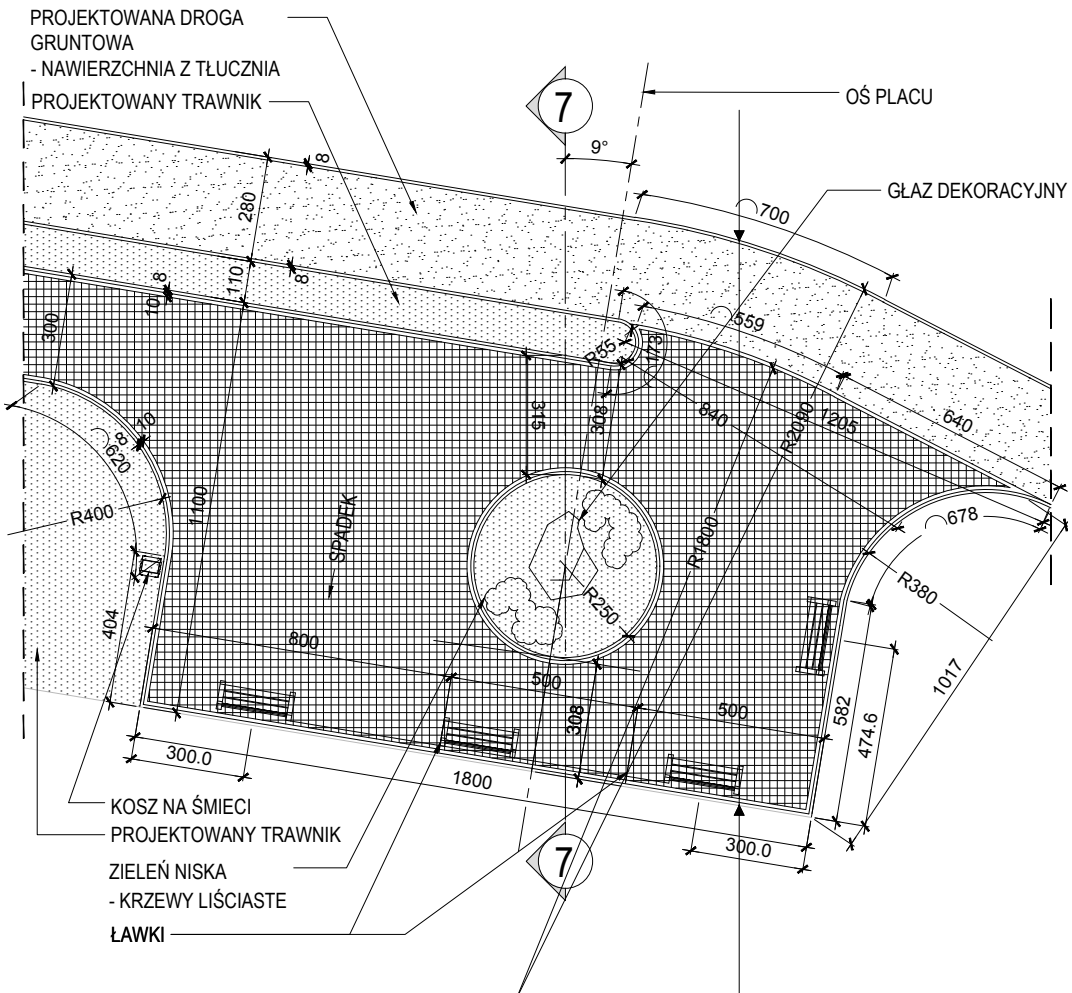 PROJEKTOWANA DROGA
GRUNTOWA
- NAWIERZCHNIA Z TŁUCZNIA
PROJEKTOWANY TRAWNIK
7
OŚ PLACU
9°
GŁAZ DEKORACYJNY
8
280
700
110
8
8
10
300
559
R55
173
315
308
840
R2090
1205
640
10
8
620
R400
1100
SPADEK
R1800
678
R380
R250
404
800
500
500
308
582
474.6
1017
300.0
1800
300.0
KOSZ NA ŚMIECI
PROJEKTOWANY TRAWNIK
ZIELEŃ NISKA
- KRZEWY LIŚCIASTE
7
ŁAWKI